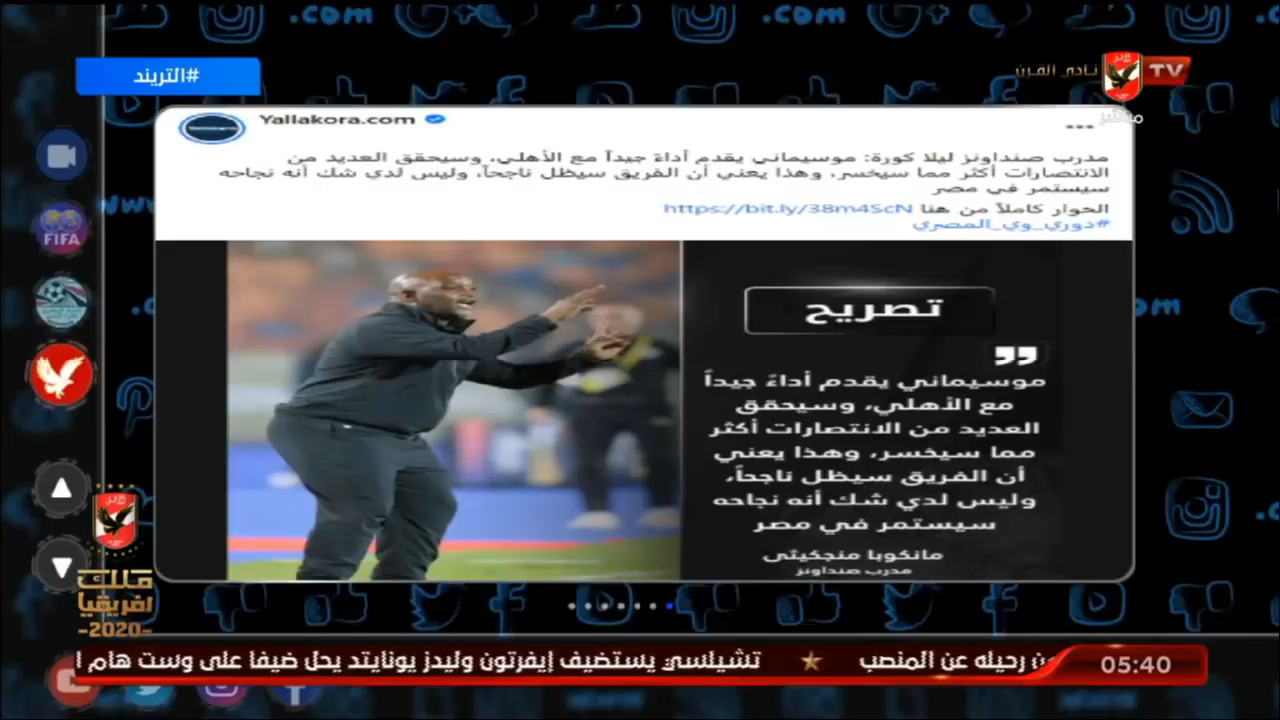 #التريند
نادي القرن
TV
مباشر
Yallakora.com
مدرب صنداونز ليلا كورة: موسيماني يقدم أداءً جيداً مع الأهلي، وسيحقق العديد من
الانتصارات أكثر مما سيخسر، وهذا يعني أن الفريق سيظل ناجحاً، وليس لدي شك أنه نجاحه
سيستمر في مصر
الحوار كاملاً من هنا https://bit.ly/38m4ScN
#دوري_وي_المصري
FIFA
تصريح
موسيماني يقدم أداءً جيداً
مع الأهلي، وسيحقق
العديد من الانتصارات أكثر
مما سيخسر، وهذا يعني
أن الفريق سيظل ناجحاً،
وليس لدي شك أنه نجاحه
سيستمر في مصر
مانكوبا منجكيثي
مدرب صنداونز
ملك
افريقيا
-2020-
ن رحيله عن المنصب ★ تشيلسي يستضيف إيفرتون وليدز يونايتد يحل ضيفا على وست هام ا
05:40